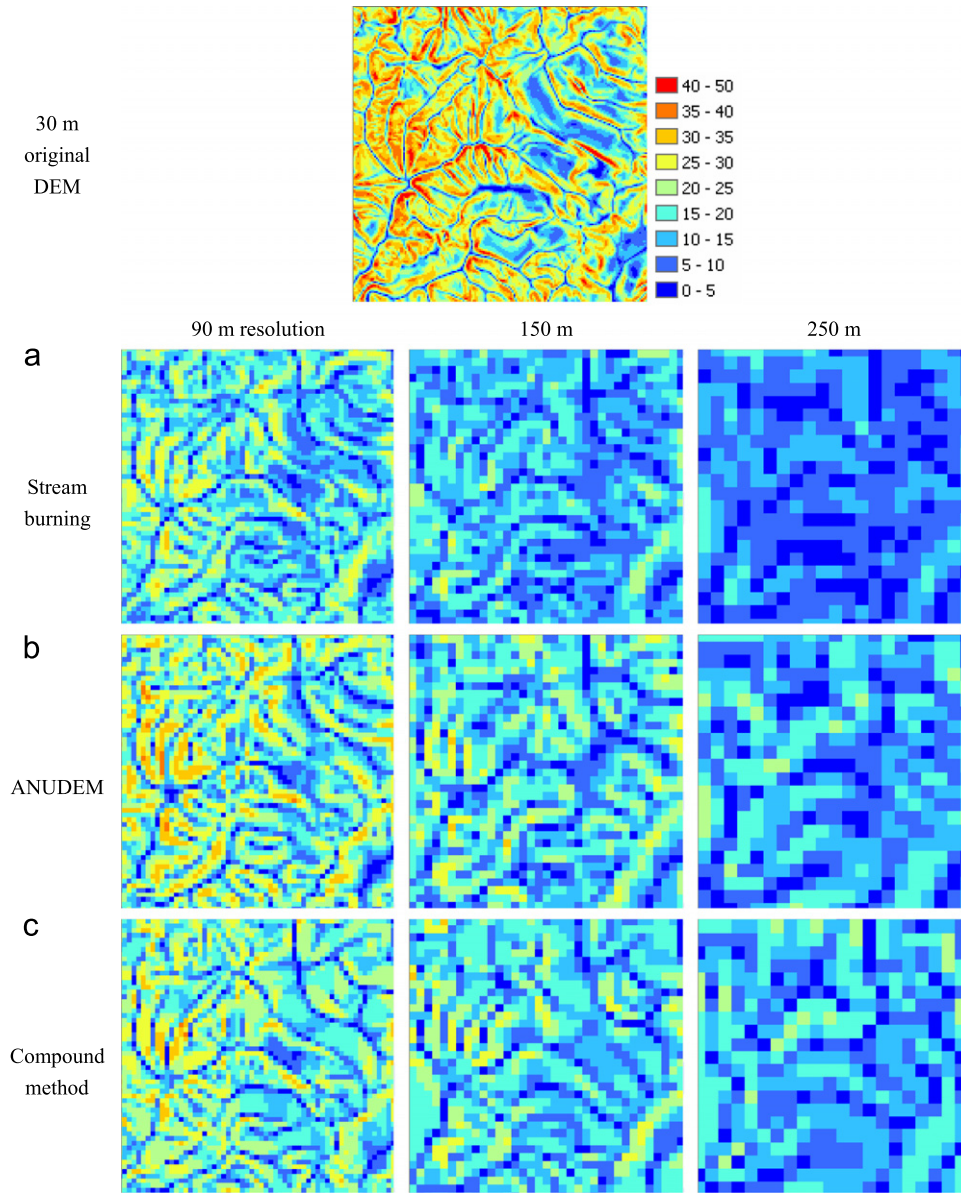 30 m
original
DEM
40 - 50
35 - 40
30 - 35
25 - 30
20 - 25
15 - 20
10 - 15
5 - 10
0 - 5
90 m resolution
150 m
250 m
a
Stream
burning
b
ANUDEM
c
Compound
method